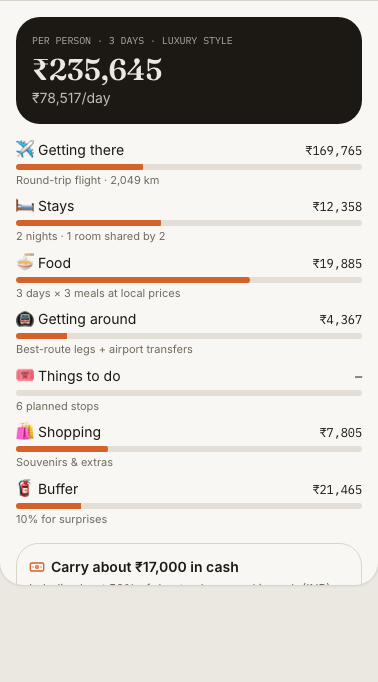 PER PERSON · 3 DAYS · LUXURY STYLE
₹235,645
₹78,517/day
Getting there ₹169,765
Round-trip flight · 2,049 km
Stays ₹12,358
2 nights · 1 room shared by 2
Food ₹19,885
3 days × 3 meals at local prices
Getting around ₹4,367
Best-route legs + airport transfers
Things to do —
6 planned stops
Shopping ₹7,805
Souvenirs & extras
Buffer ₹21,465
10% for surprises
Carry about ₹17,000 in cash